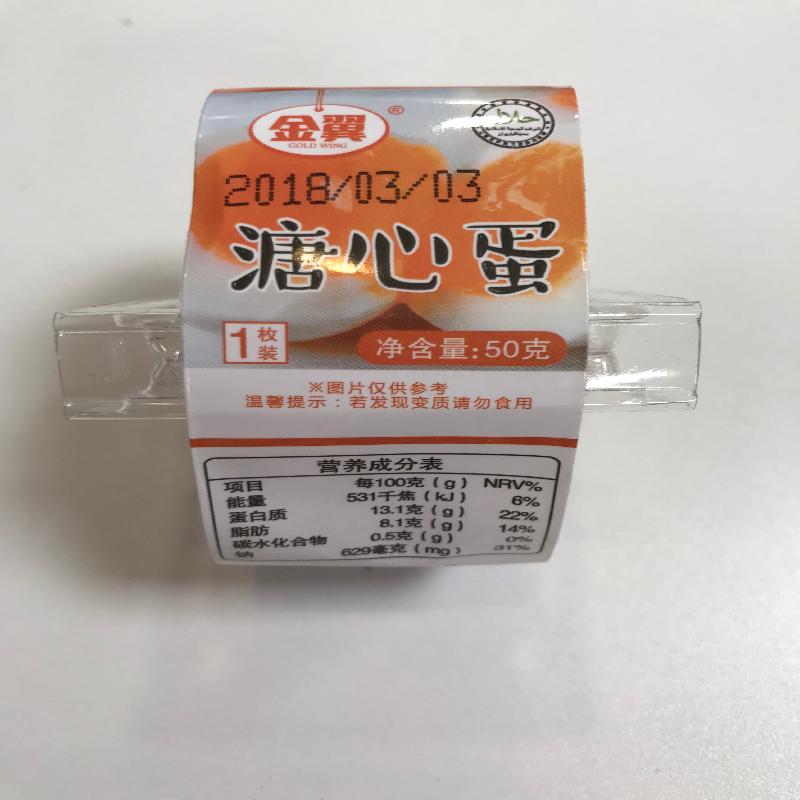 金翼®
GOLD WING
حلال
2018/03/03
溏心蛋
1枚装
净含量:50克
※图片仅供参考
温馨提示：若发现变质请勿食用
营养成分表
项目 每100克(g) NRV%
能量 531千焦(kJ) 6%
蛋白质 13.1克(g) 22%
脂肪 8.1克(g) 14%
碳水化合物 0.5克(g) 0%
钠 629毫克(mg) 31%